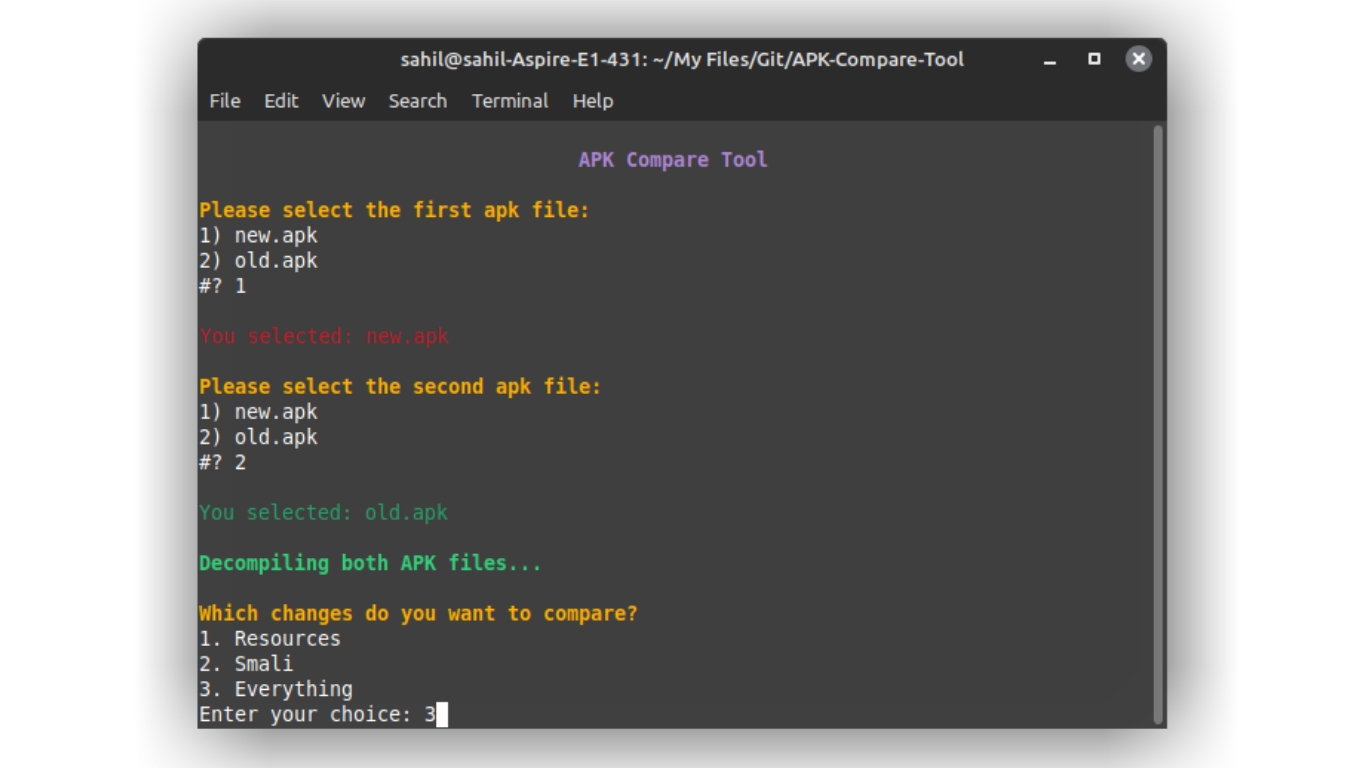 sahil@sahil-Aspire-E1-431: ~/My Files/Git/APK-Compare-Tool
File Edit View Search Terminal Help
APK Compare Tool
Please select the first apk file:
1) new.apk
2) old.apk
#? 1
You selected: new.apk
Please select the second apk file:
1) new.apk
2) old.apk
#? 2
You selected: old.apk
Decompiling both APK files...
Which changes do you want to compare?
1. Resources
2. Smali
3. Everything
Enter your choice: 3